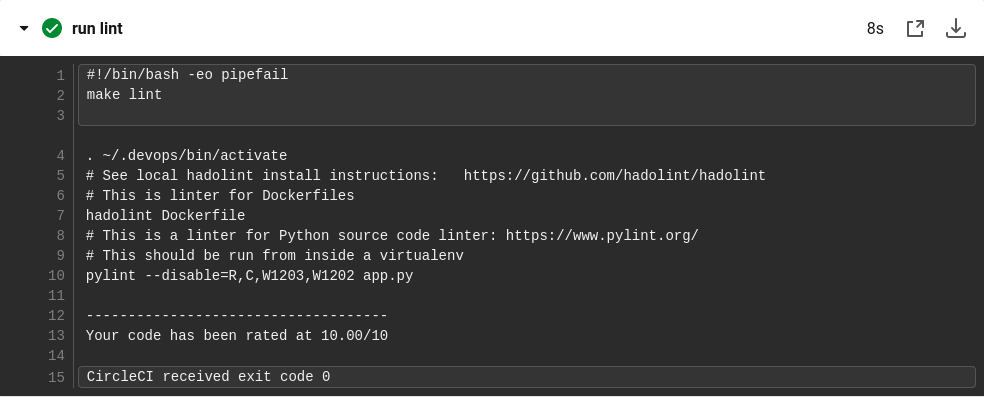 run lint
8s
1 #!/bin/bash -eo pipefail
2 make lint
3
4 . ~/.devops/bin/activate
5 # See local hadolint install instructions:   https://github.com/hadolint/hadolint
6 # This is linter for Dockerfiles
7 hadolint Dockerfile
8 # This is a linter for Python source code linter: https://www.pylint.org/
9 # This should be run from inside a virtualenv
10 pylint --disable=R,C,W1203,W1202 app.py
11
12 ------------------------------------
13 Your code has been rated at 10.00/10
14
15 CircleCI received exit code 0